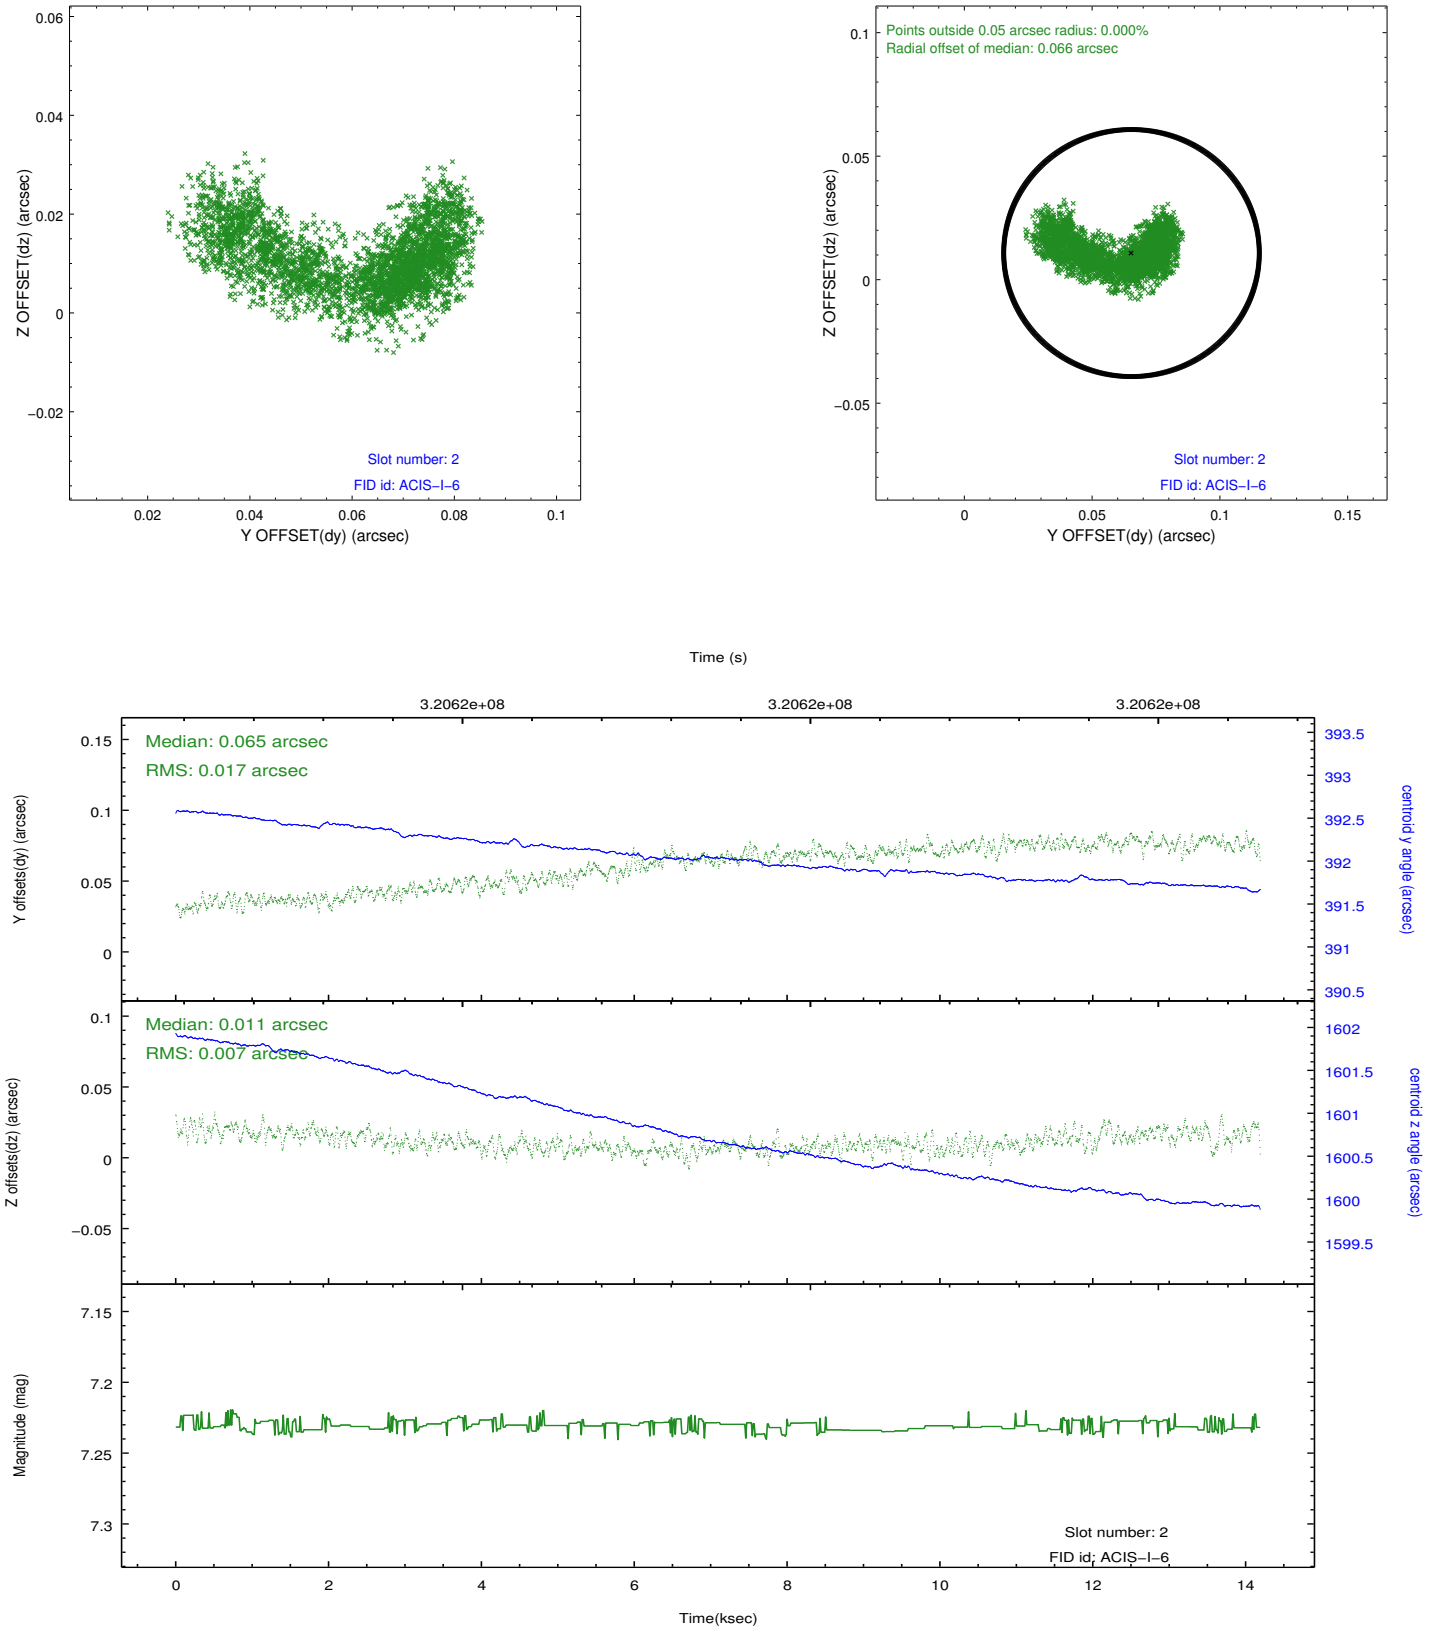 0.06
0.04
0.02
0
−0.02
Z OFFSET(dz) (arcsec)
Slot number: 2
FID id: ACIS−I−6
0.02 0.04 0.06 0.08 0.1
Y OFFSET(dy) (arcsec)
Points outside 0.05 arcsec radius: 0.000%
Radial offset of median: 0.066 arcsec
0.1
0.05
0
−0.05
Z OFFSET(dz) (arcsec)
Slot number: 2
FID id: ACIS−I−6
0 0.05 0.1 0.15
Y OFFSET(dy) (arcsec)
Time (s)
3.2062e+08 3.2062e+08 3.2062e+08
Median: 0.065 arcsec
RMS: 0.017 arcsec
0.15
0.1
0.05
0
Y offsets(dy) (arcsec)
393.5
393
392.5
392
391.5
391
390.5
centroid y angle (arcsec)
Median: 0.011 arcsec
RMS: 0.007 arcsec
0.1
0.05
0
−0.05
Z offsets(dz) (arcsec)
1602
1601.5
1601
1600.5
1600
1599.5
centroid z angle (arcsec)
7.15
7.2
7.25
7.3
Magnitude (mag)
Slot number: 2
FID id: ACIS−I−6
0 2 4 6 8 10 12 14
Time(ksec)